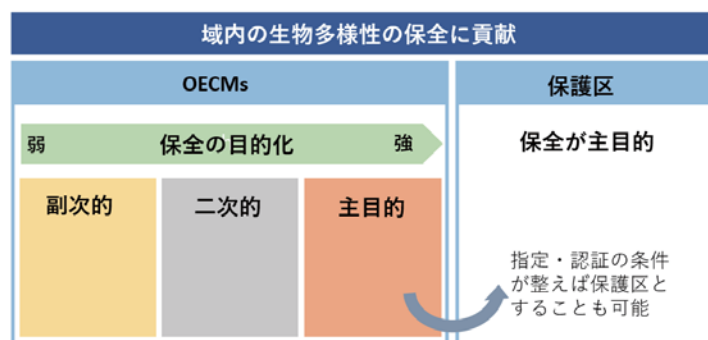 域内の生物多様性の保全に貢献
OECMs
保護区
弱 保全の目的化 強
保全が主目的
副次的
二次的
主目的
指定・認証の条件
が整えば保護区と
することも可能